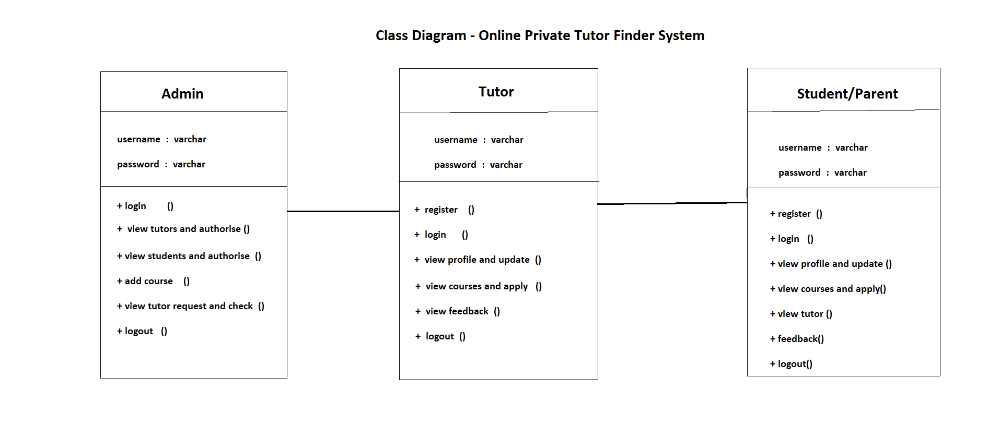 Class Diagram - Online Private Tutor Finder System
Admin
username : varchar
password : varchar
+ login ()
+ view tutors and authorise ()
+ view students and authorise ()
+ add course ()
+ view tutor request and check ()
+ logout ()
Tutor
username : varchar
password : varchar
+ register ()
+ login ()
+ view profile and update ()
+ view courses and apply ()
+ view feedback ()
+ logout ()
Student/Parent
username : varchar
password : varchar
+ register ()
+ login ()
+ view profile and update ()
+ view courses and apply()
+ view tutor ()
+ feedback()
+ logout()